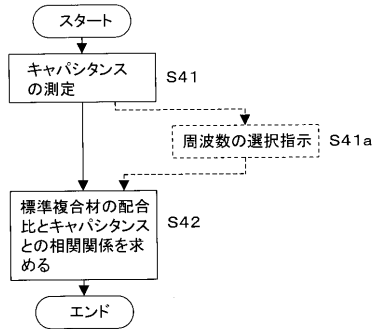 スタート
キャパシタンス
の測定
S41
周波数の選択指示
S41a
標準複合材の配合
比とキャパシタンス
との相関関係を求
める
S42
エンド